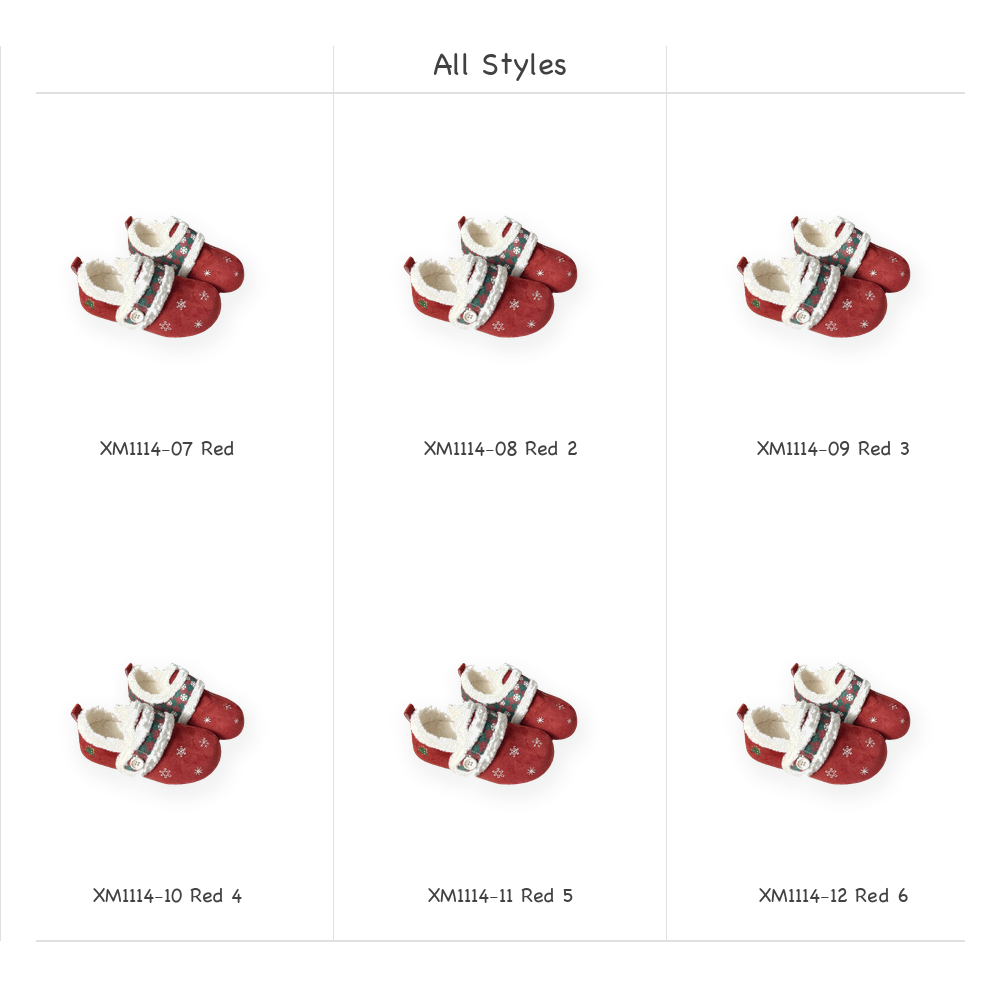 All Styles
XM1114-07 Red
XM1114-08 Red 2
XM1114-09 Red 3
XM1114-10 Red 4
XM1114-11 Red 5
XM1114-12 Red 6